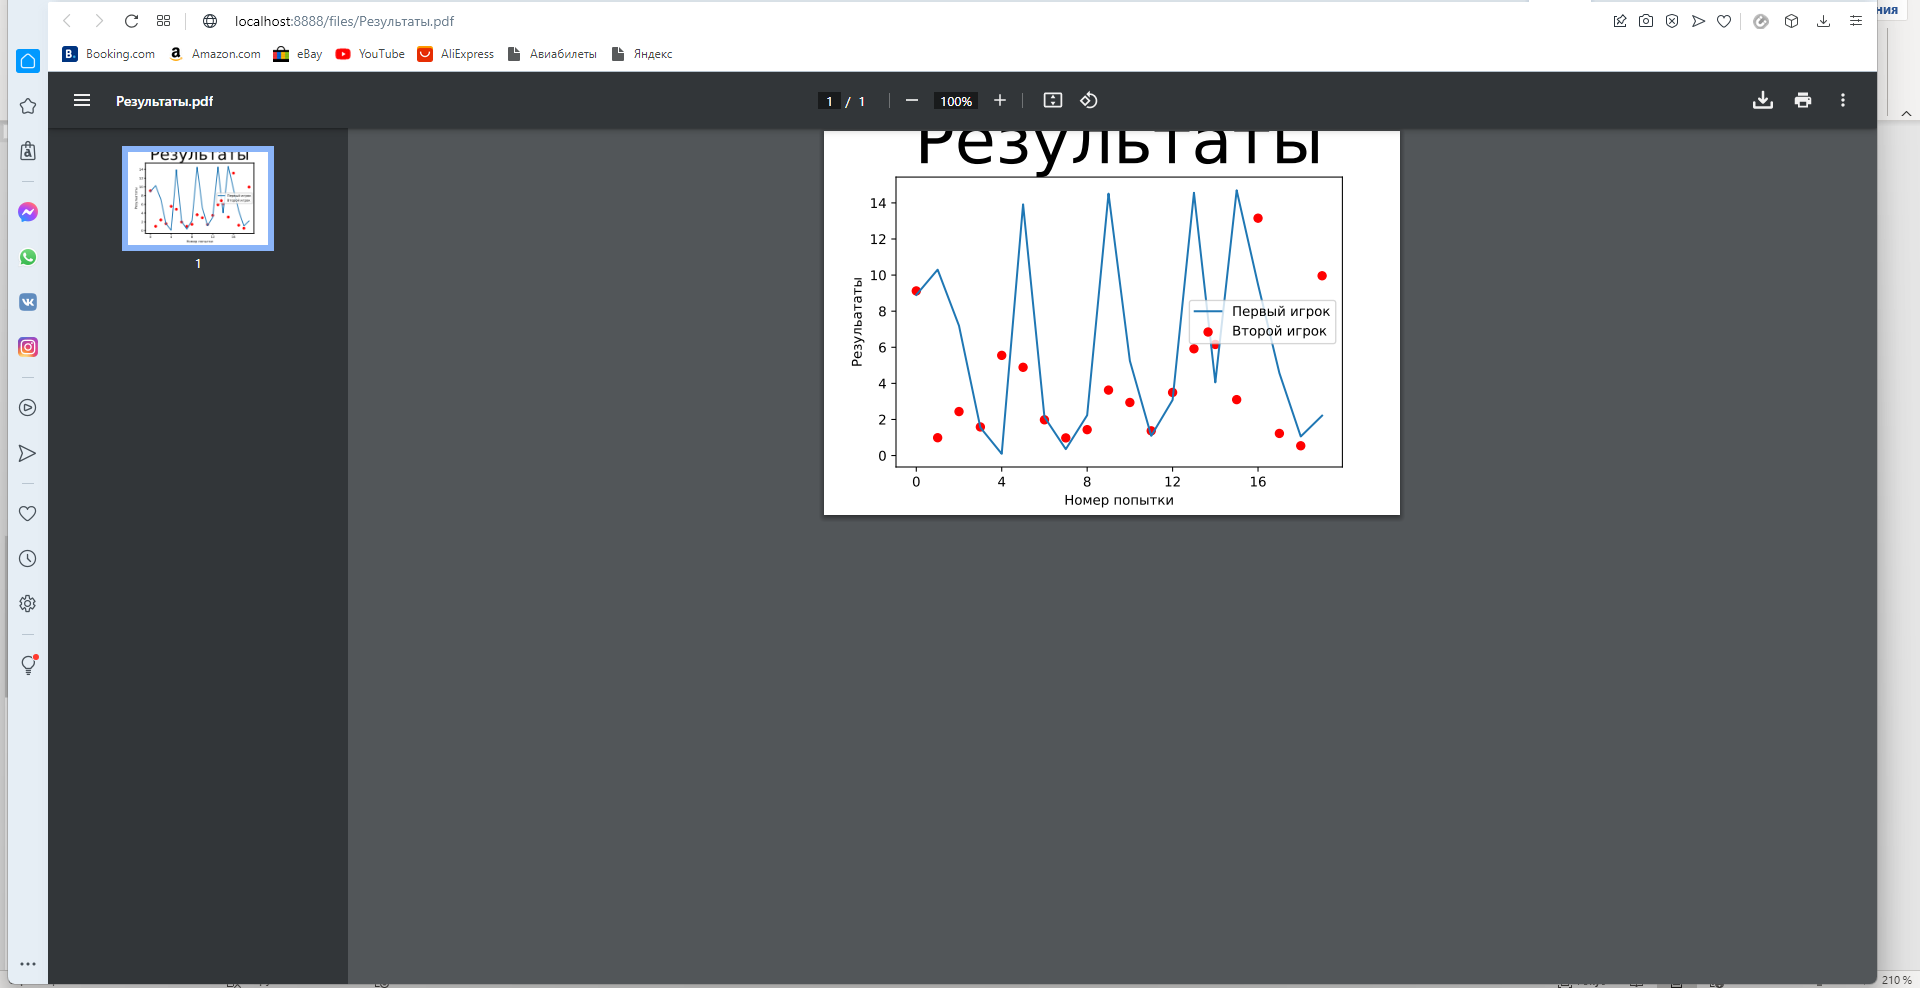 ния
localhost:8888/files/Результаты.pdf
B. Booking.com a Amazon.com eBay YouTube AliExpress Авиабилеты Яндекс
Результаты.pdf 1 / 1 100%
Результаты
1
Результаты
14
12
10
8
6
4
2
0
Резульататы
Первый игрок
Второй игрок
0 4 8 12 16
Номер попытки
210 %